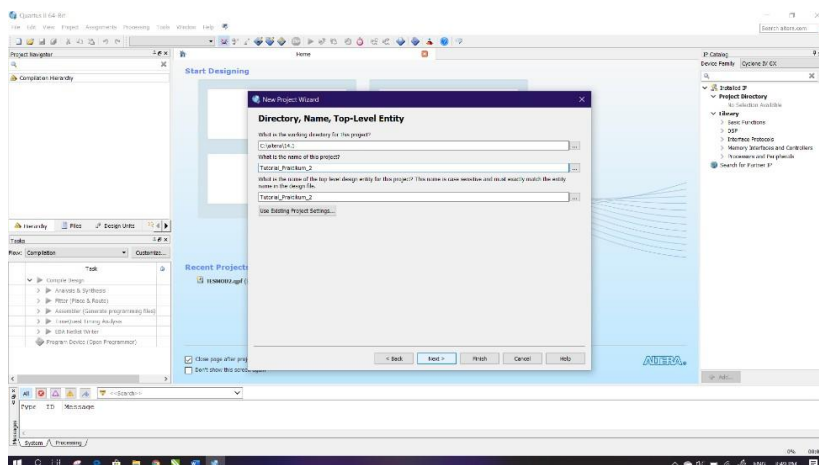 Quartus II 64-Bit
File Edit View Project Assignments Processing Tools Window Help
Search altera.com
Project Navigator
Home
IP Catalog
Device Family Cyclone IV GX
Compilation Hierarchy
Start Designing
Installed IP
Project Directory
No Selection Available
Library
Basic Functions
DSP
Interface Protocols
Memory Interfaces and Controllers
Processors and Peripherals
Search for Partner IP
New Project Wizard
Directory, Name, Top-Level Entity
What is the working directory for this project?
C:\altera\14.1
...
What is the name of this project?
Tutorial_Praktikum_2
...
What is the name of the top-level design entity for this project? This name is case sensitive and must exactly match the entity
name in the design file.
Tutorial_Praktikum_2
...
Use Existing Project Settings...
Hierarchy Files Design Units
Tasks
Flow: Compilation Customize...
Task
Compile Design
Analysis & Synthesis
Fitter (Place & Route)
Assembler (Generate programming files)
TimeQuest Timing Analysis
EDA Netlist Writer
Program Device (Open Programmer)
Recent Projects
Close page after
Don't show this screen again
< Back Next > Finish Cancel Help
ALTERA
Add...
All
<<Search>>
Type ID Message
Messages
System Processing
0%